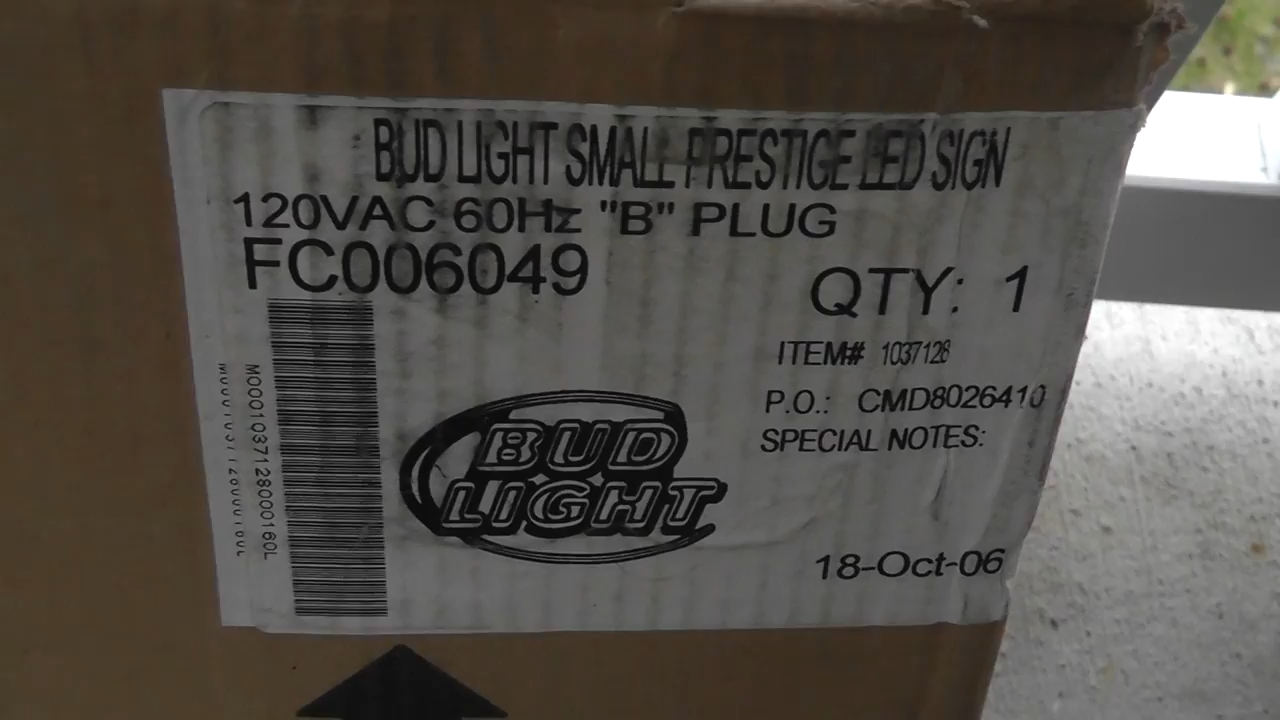 BUD LIGHT SMALL PRESTIGE LED SIGN
120VAC 60Hz "B" PLUG
FC006049
QTY: 1
ITEM# 1037128
P.O.: CMD8026410
SPECIAL NOTES:
M0001037128000160L
BUD
LIGHT
18-Oct-06